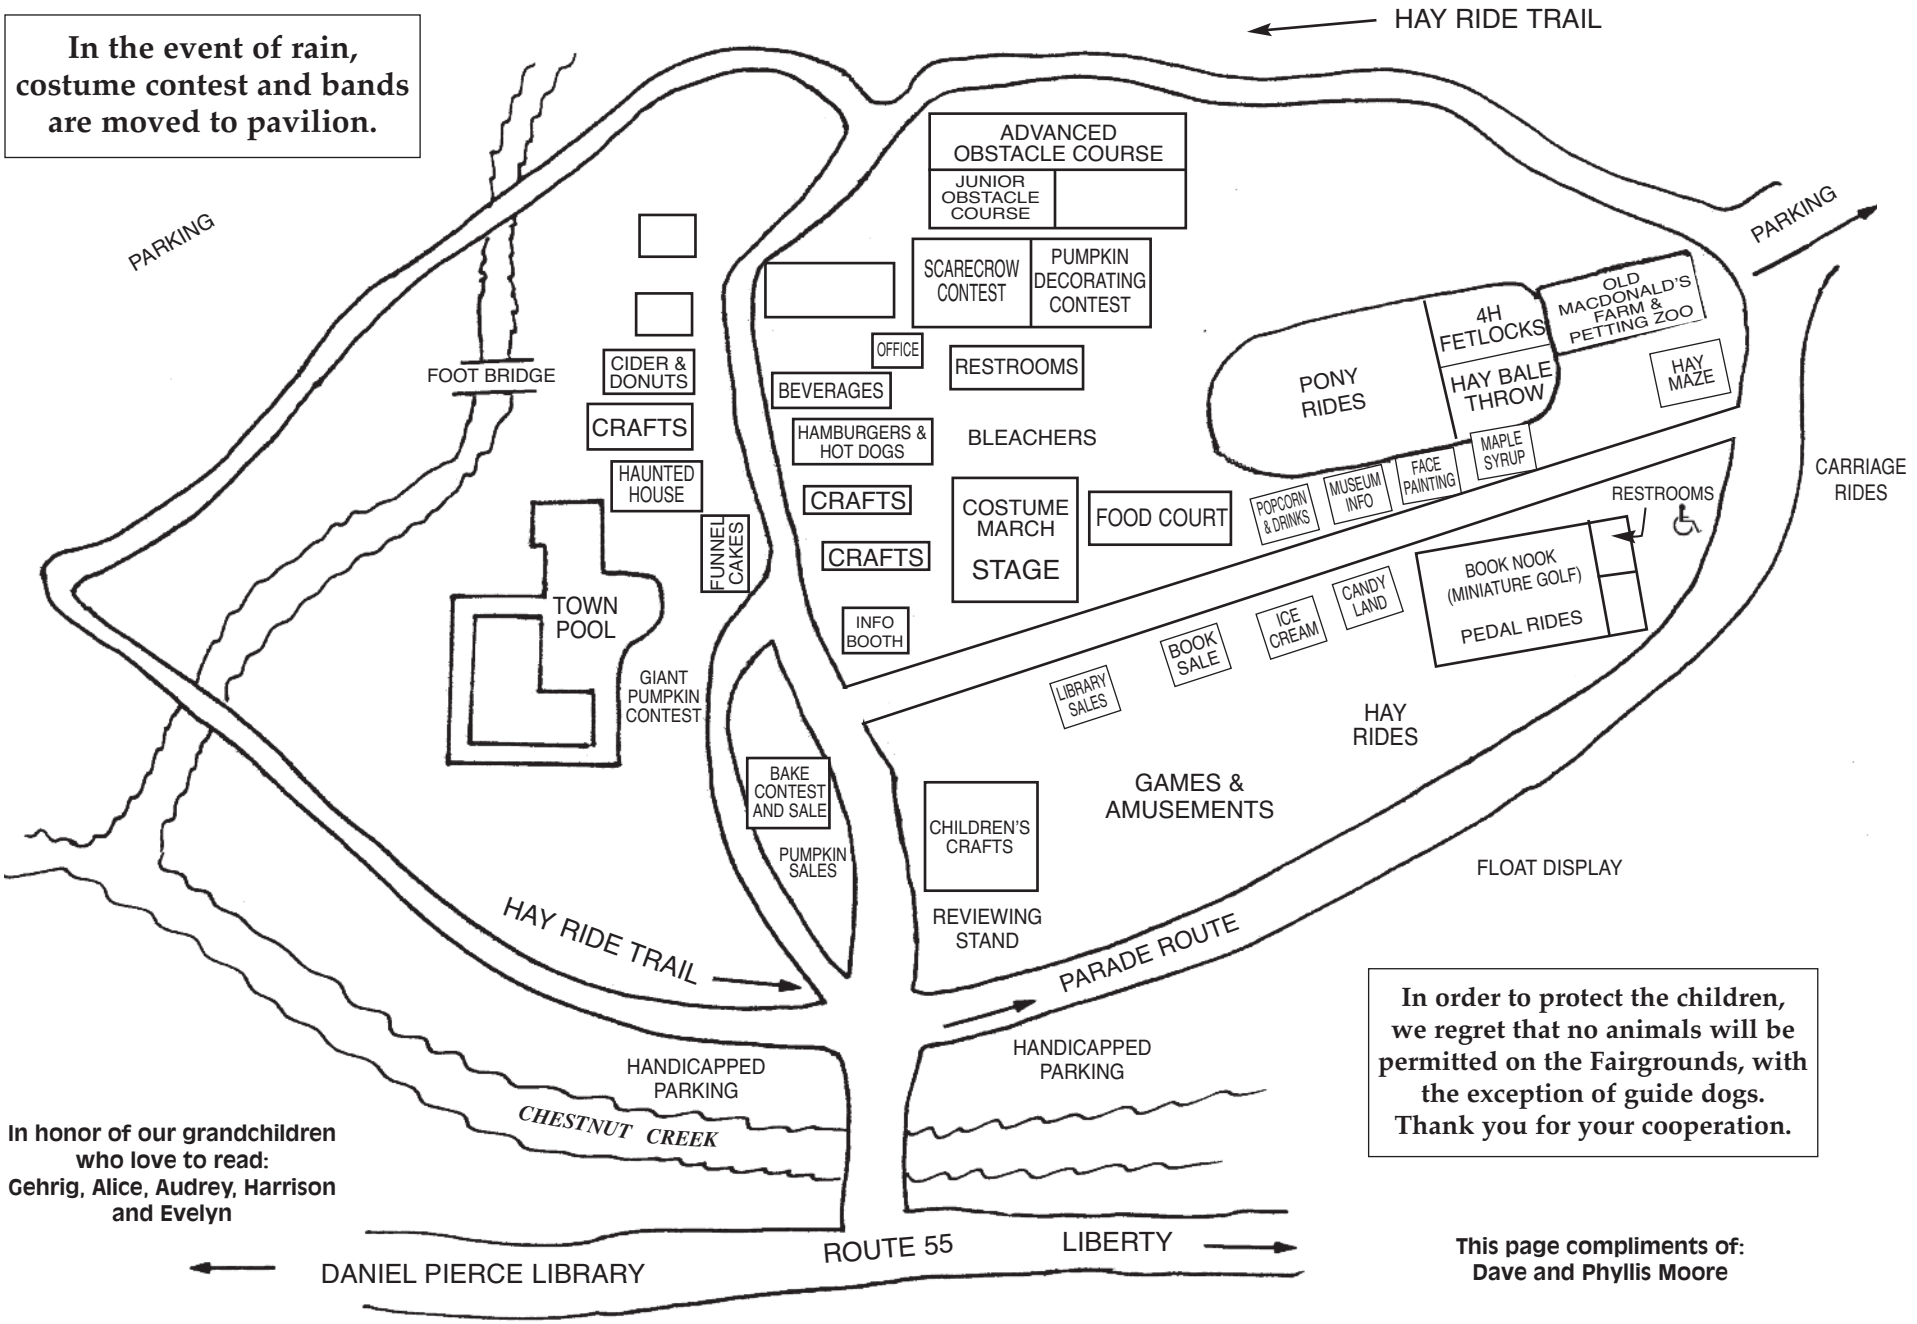 HAY RIDE TRAIL
In the event of rain,
costume contest and bands
are moved to pavilion.
PARKING
ADVANCED
OBSTACLE COURSE
JUNIOR
OBSTACLE
COURSE
PARKING
SCARECROW
CONTEST
PUMPKIN
DECORATING
CONTEST
OLD
MACDONALD'S
FARM &
PETTING ZOO
4H
FETLOCKS
HAY
MAZE
OFFICE
RESTROOMS
CIDER &
DONUTS
FOOT BRIDGE
BEVERAGES
PONY
RIDES
HAY BALE
THROW
CRAFTS
HAMBURGERS &
HOT DOGS
BLEACHERS
MAPLE
SYRUP
FACE
PAINTING
MUSEUM
INFO
POPCORN
& DRINKS
CARRIAGE
RIDES
HAUNTED
HOUSE
CRAFTS
COSTUME
MARCH
STAGE
FOOD COURT
RESTROOMS
FUNNEL
CAKES
CRAFTS
BOOK NOOK
(MINIATURE GOLF)
PEDAL RIDES
TOWN
POOL
INFO
BOOTH
CANDY
LAND
ICE
CREAM
BOOK
SALE
LIBRARY
SALES
GIANT
PUMPKIN
CONTEST
HAY
RIDES
BAKE
CONTEST
AND SALE
GAMES &
AMUSEMENTS
CHILDREN'S
CRAFTS
PUMPKIN
SALES
FLOAT DISPLAY
HAY RIDE TRAIL
REVIEWING
STAND
PARADE ROUTE
In order to protect the children,
we regret that no animals will be
permitted on the Fairgrounds, with
the exception of guide dogs.
Thank you for your cooperation.
HANDICAPPED
PARKING
HANDICAPPED
PARKING
CHESTNUT CREEK
In honor of our grandchildren
who love to read:
Gehrig, Alice, Audrey, Harrison
and Evelyn
ROUTE 55
LIBERTY
DANIEL PIERCE LIBRARY
This page compliments of:
Dave and Phyllis Moore